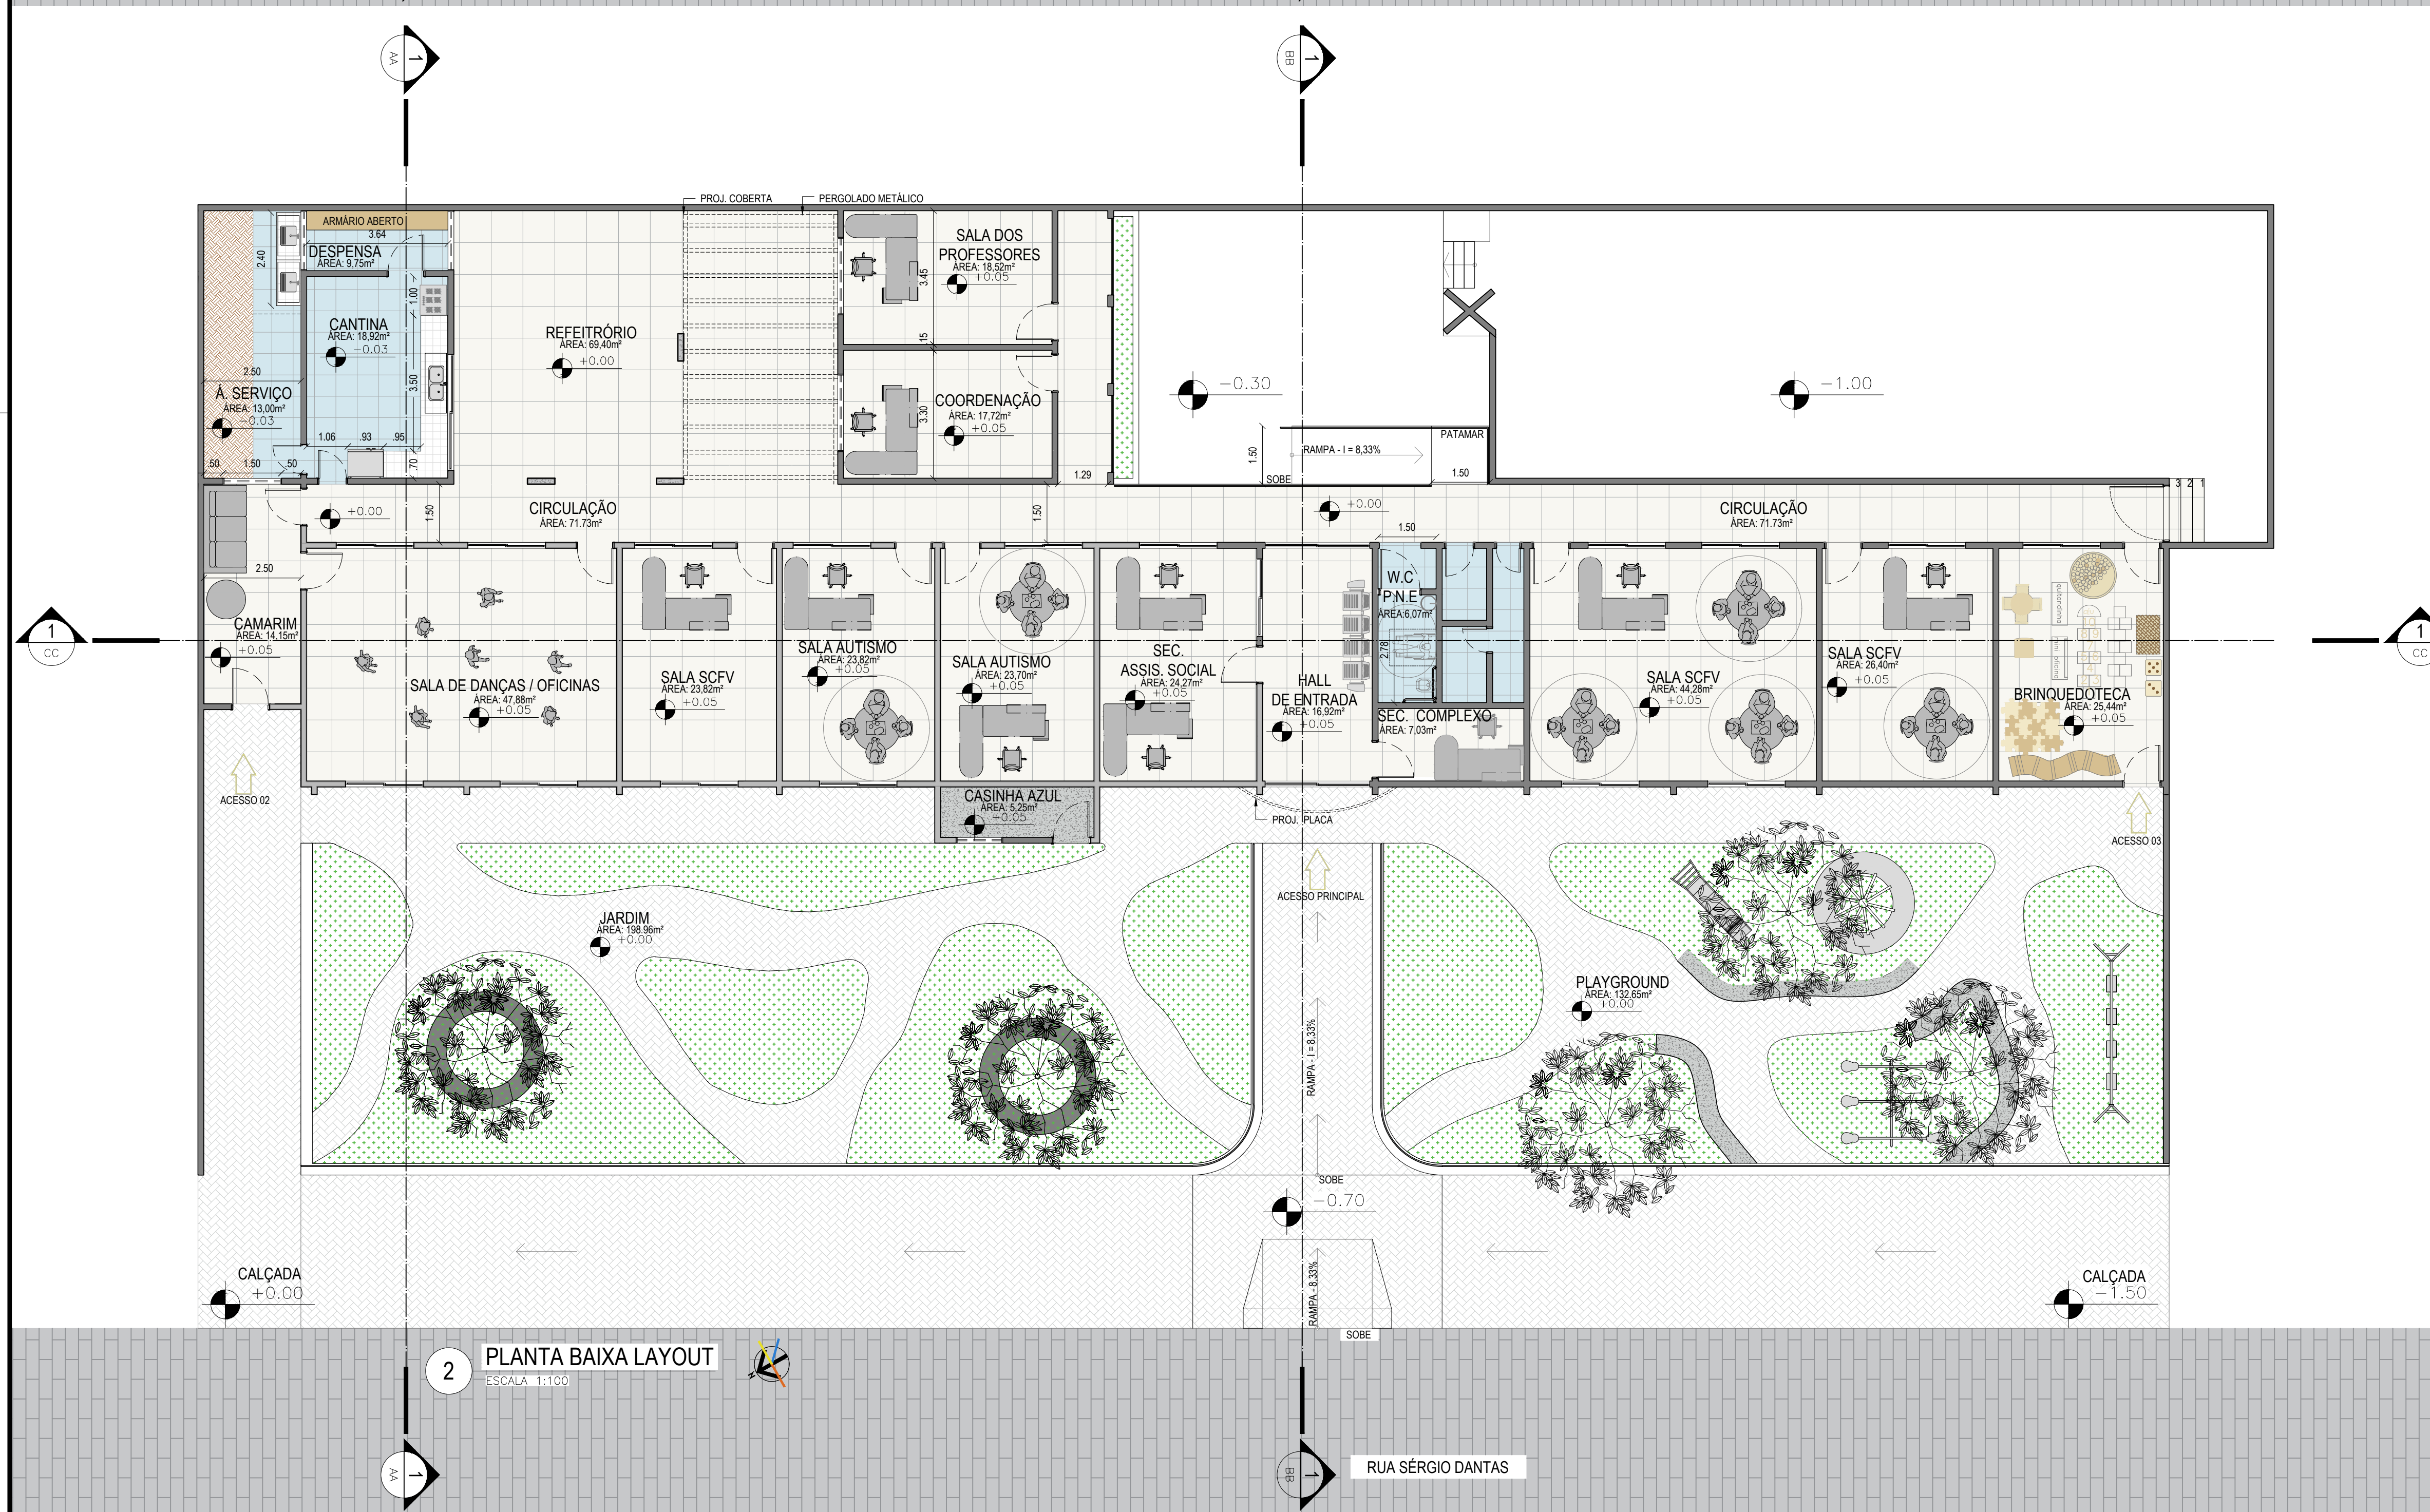 1
AA
1
BB
PROJ. COBERTA
PERGOLADO METÁLICO
ARMÁRIO ABERTO
3.64
DESPENSA
ÁREA: 9,75m²
2.40
SALA DOS
PROFESSORES
ÁREA: 18,52m²
+0.05
3.45
1.00
CANTINA
ÁREA: 18,92m²
-0.03
REFEITRÓRIO
ÁREA: 69,40m²
+0.00
.15
3.50
2.50
Á. SERVIÇO
ÁREA: 13,00m²
-0.03
COORDENAÇÃO
ÁREA: 17,72m²
+0.05
3.30
-0.30
-1.00
1.06
.93
.95
.70
.50
1.50
.50
PATAMAR
RAMPA - I = 8,33%
1.50
1.50
SOBE
1.29
CIRCULAÇÃO
ÁREA: 71.73m²
+0.00
1.50
1.50
+0.00
1.50
CIRCULAÇÃO
ÁREA: 71.73m²
3 2 1
2.50
CAMARIM
ÁREA: 14,15m²
+0.05
SALA DE DANÇAS / OFICINAS
ÁREA: 47,88m²
+0.05
SALA SCFV
ÁREA: 23,82m²
+0.05
SALA AUTISMO
ÁREA: 23,82m²
+0.05
SALA AUTISMO
ÁREA: 23,70m²
+0.05
SEC.
ASSIS. SOCIAL
ÁREA: 24,27m²
+0.05
HALL
DE ENTRADA
ÁREA: 16,92m²
+0.05
W.C
P.N.E
ÁREA:6,07m²
2.78
SEC. COMPLEXO
ÁREA: 7,03m²
SALA SCFV
ÁREA: 44,28m²
+0.05
SALA SCFV
ÁREA: 26,40m²
+0.05
quitandinha
mini oficina
BRINQUEDOTECA
ÁREA: 25,44m²
+0.05
1
CC
1
CC
ACESSO 02
CASINHA AZUL
ÁREA: 5,25m²
+0.05
PROJ. PLACA
ACESSO 03
ACESSO PRINCIPAL
JARDIM
ÁREA: 198.96m²
+0.00
PLAYGROUND
ÁREA: 132.65m²
+0.00
RAMPA - I = 8,33%
SOBE
-0.70
CALÇADA
+0.00
RAMPA - 8,33%
CALÇADA
-1.50
SOBE
2
PLANTA BAIXA LAYOUT
ESCALA 1:100
N
1
AA
1
BB
RUA SÉRGIO DANTAS